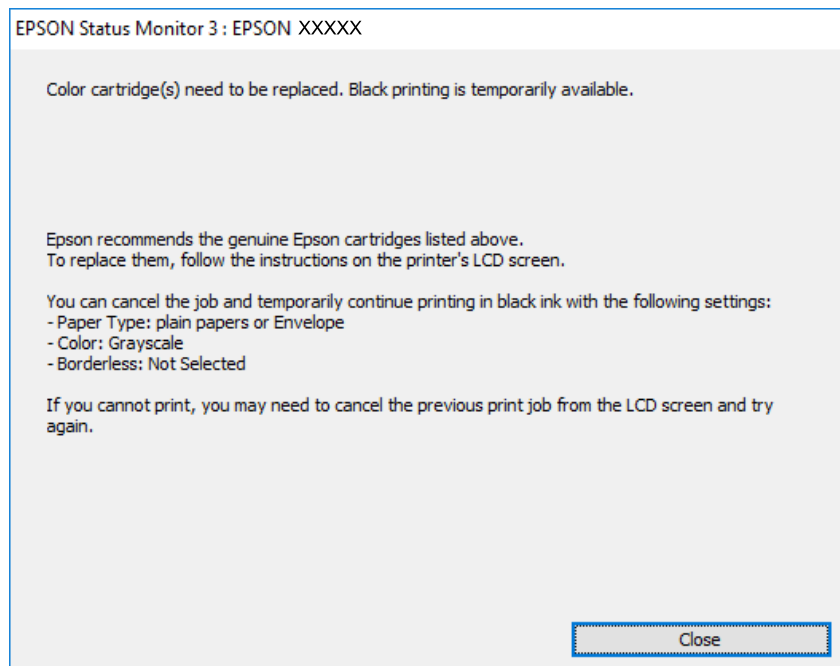 EPSON Status Monitor 3 : EPSON XXXXX
Color cartridge(s) need to be replaced. Black printing is temporarily available.
Epson recommends the genuine Epson cartridges listed above.
To replace them, follow the instructions on the printer's LCD screen.
You can cancel the job and temporarily continue printing in black ink with the following settings:
- Paper Type: plain papers or Envelope
- Color: Grayscale
- Borderless: Not Selected
If you cannot print, you may need to cancel the previous print job from the LCD screen and try
again.
Close